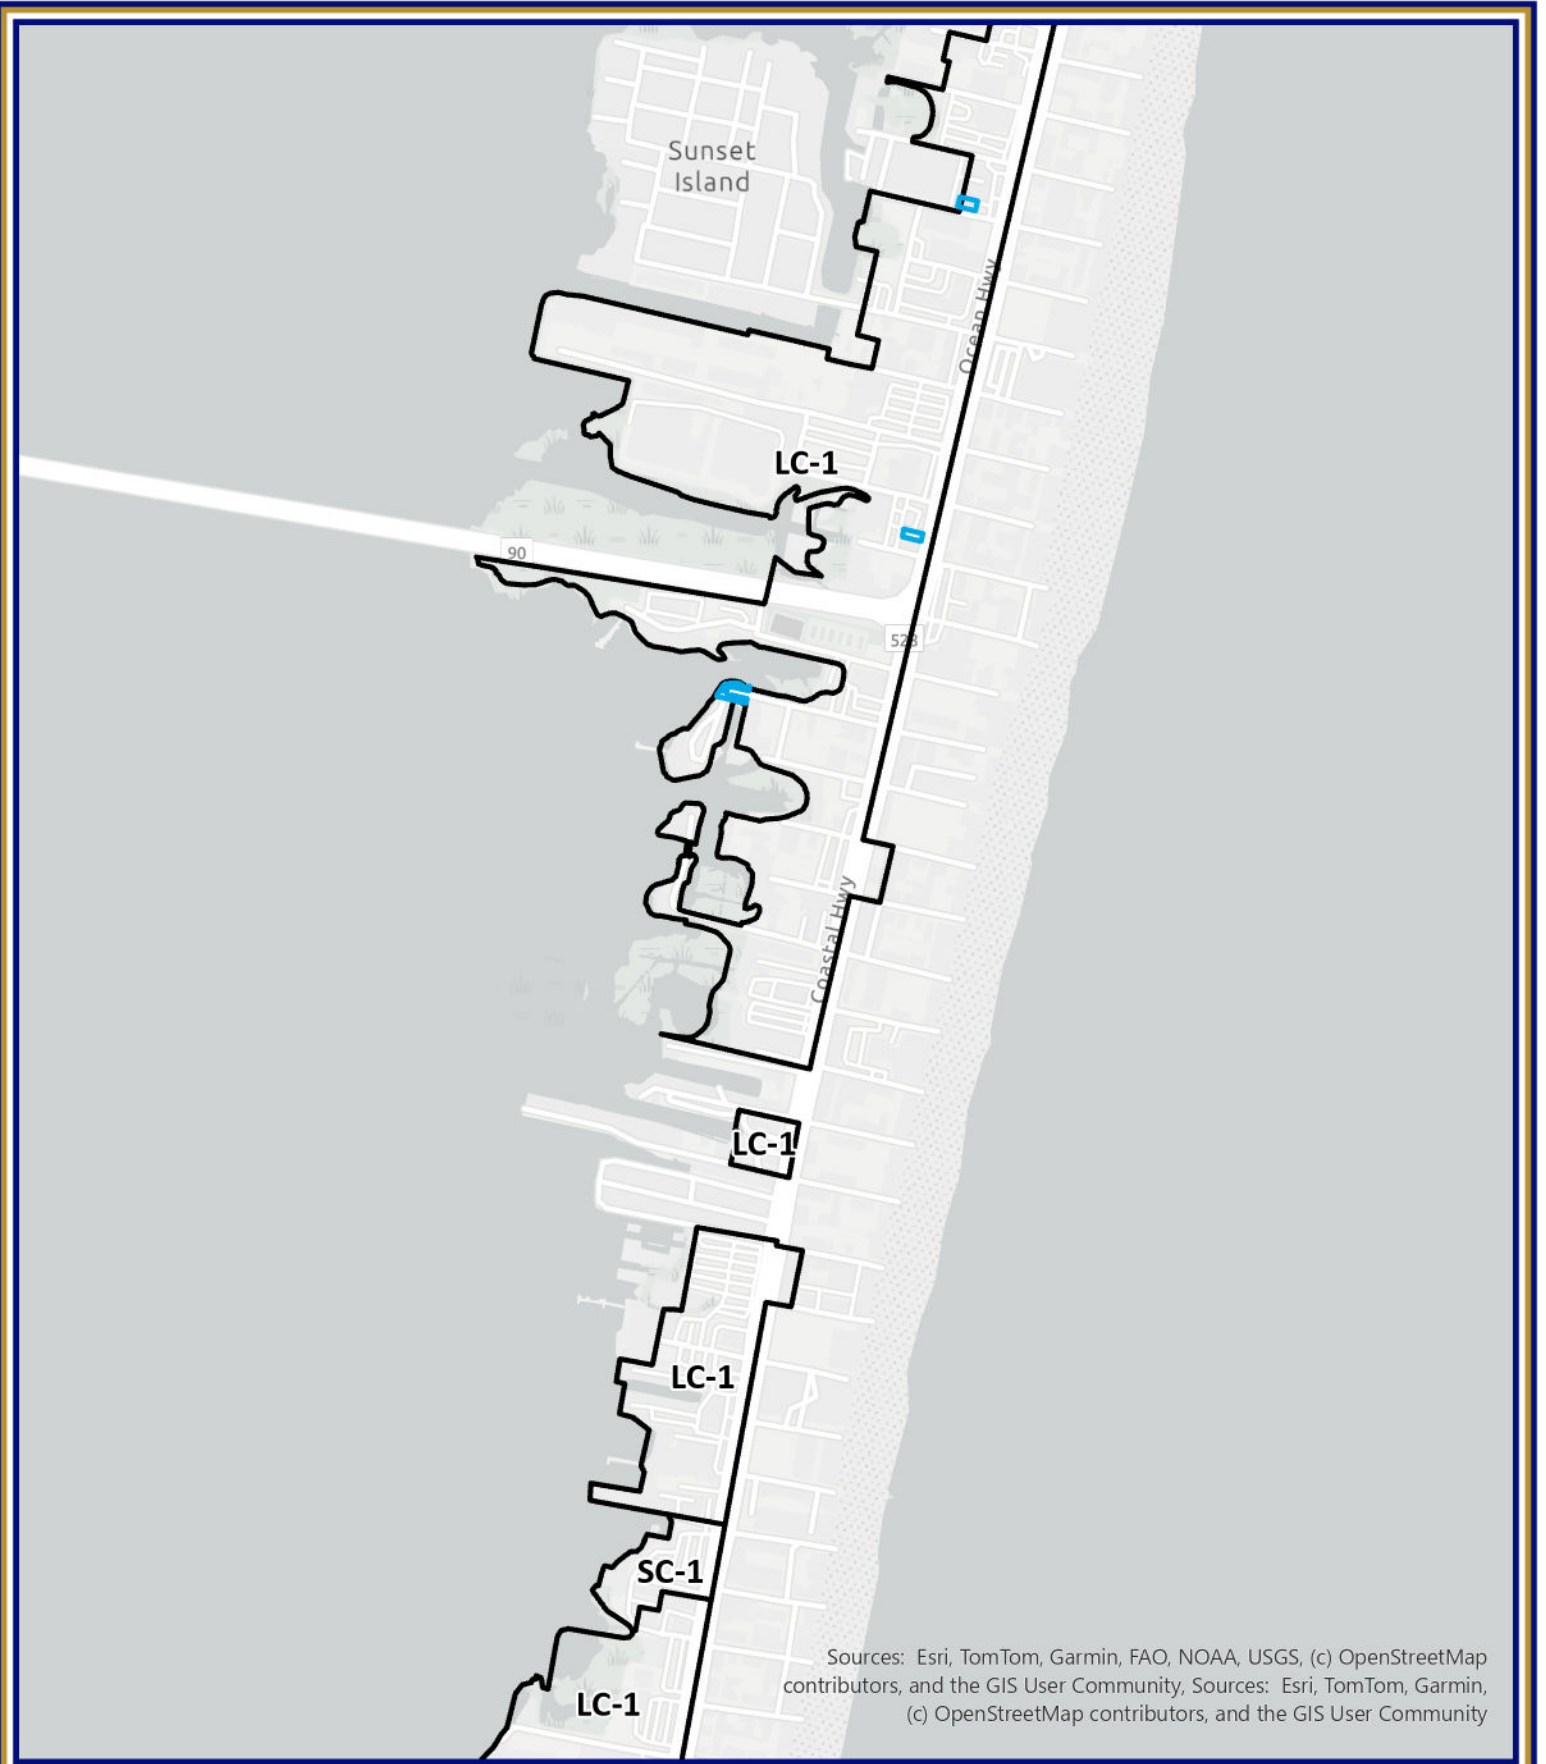 Sunset
Island
Ocean Hwy
LC-1
90
528
Coastal Hwy
LC-1
LC-1
SC-1
LC-1
Sources: Esri, TomTom, Garmin, FAO, NOAA, USGS, (c) OpenStreetMap
contributors, and the GIS User Community, Sources: Esri, TomTom, Garmin,
(c) OpenStreetMap contributors, and the GIS User Community